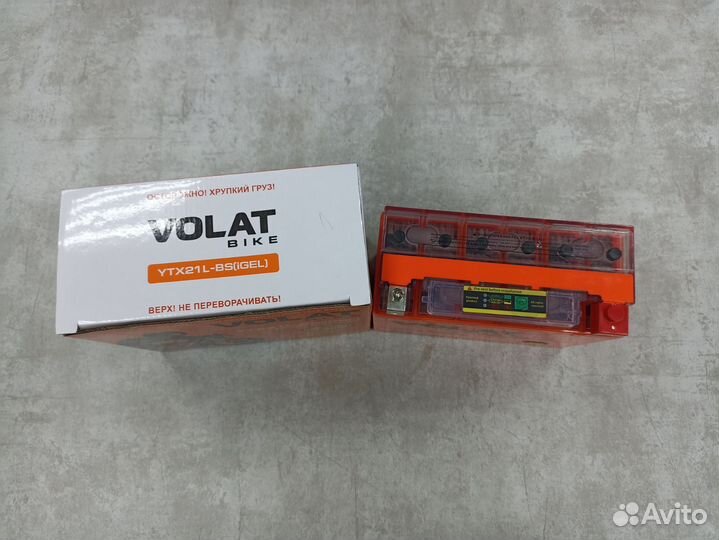 ОСТОРОЖНО! ХРУПКИЙ ГРУЗ!
VOLAT
BIKE
YTX21L-BS(iGEL)
ВЕРХ! НЕ ПЕРЕВОРАЧИВАТЬ!
Avito